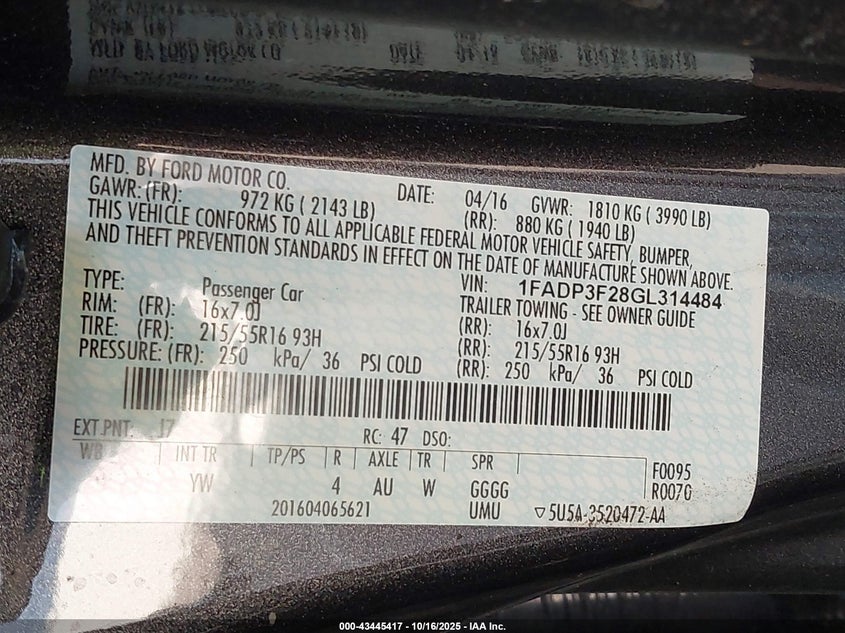 MFD. BY FORD MOTOR CO. DATE: 04/16 GVWR: 1810 KG ( 3990 LB)
GAWR: (FR): 972 KG ( 2143 LB) (RR): 880 KG ( 1940 LB)
THIS VEHICLE CONFORMS TO ALL APPLICABLE FEDERAL MOTOR VEHICLE SAFETY, BUMPER,
AND THEFT PREVENTION STANDARDS IN EFFECT ON THE DATE OF MANUFACTURE SHOWN ABOVE.
VIN: 1FADP3F28GL314484
TYPE: Passenger Car TRAILER TOWING - SEE OWNER GUIDE
RIM: (FR): 16x7.0J (RR): 16x7.0J
TIRE: (FR): 215/55R16 93H (RR): 215/55R16 93H
PRESSURE: (FR): 250 kPa/ 36 PSI COLD (RR): 250 kPa/ 36 PSI COLD
EXT.PNT: 17 RC: 47 DSO:
WB INT TR TP/PS R AXLE TR SPR F0095
YW 4 AU W GGGG R0070
201604065621 UMU ▽5U5A-3520472-AA
000-43445417 - 10/16/2025 - IAA Inc.